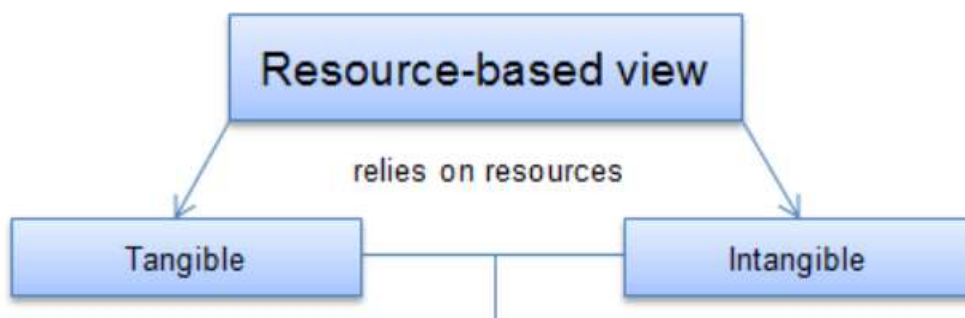 Resource-based view
relies on resources
Tangible
Intangible